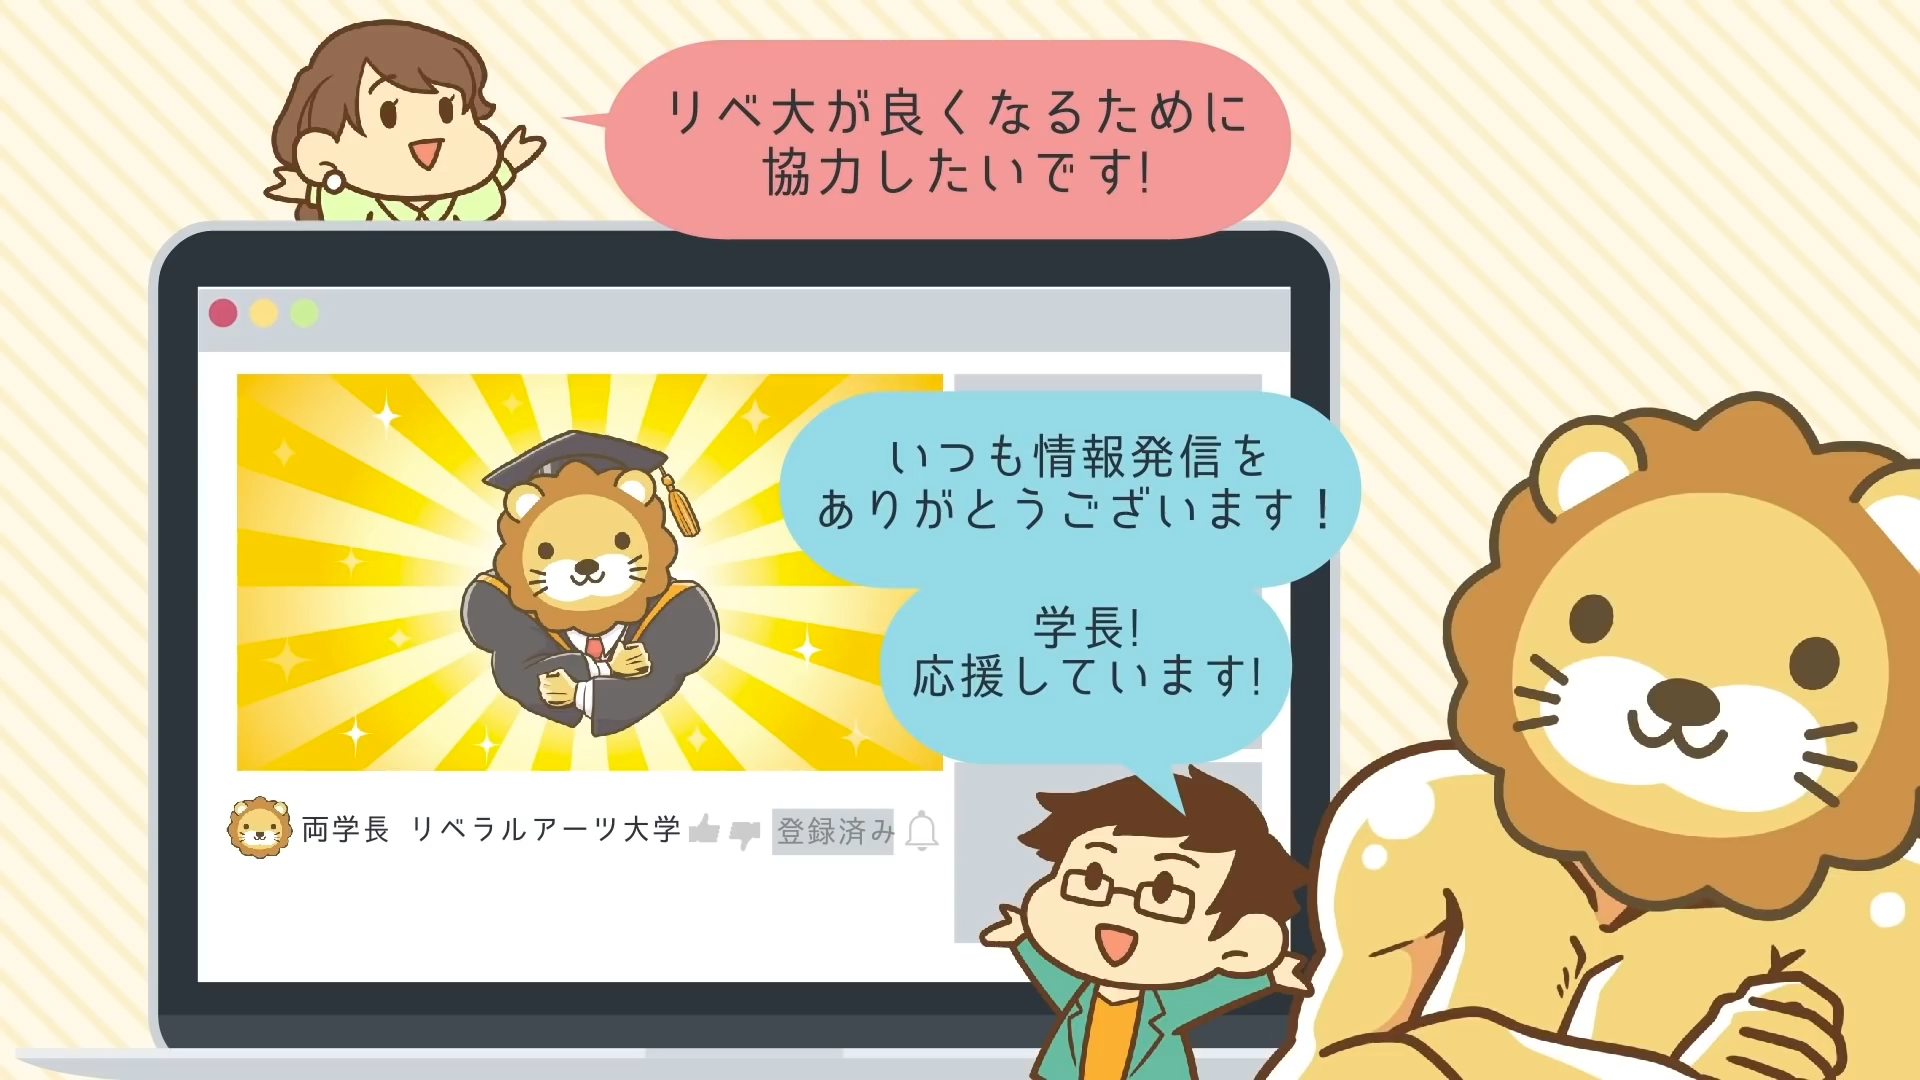 リベ大が良くなるために
協力したいです!
いつも情報発信を
ありがとうございます!
学長!
応援しています!
両学長 リベラルアーツ大学
登録済み